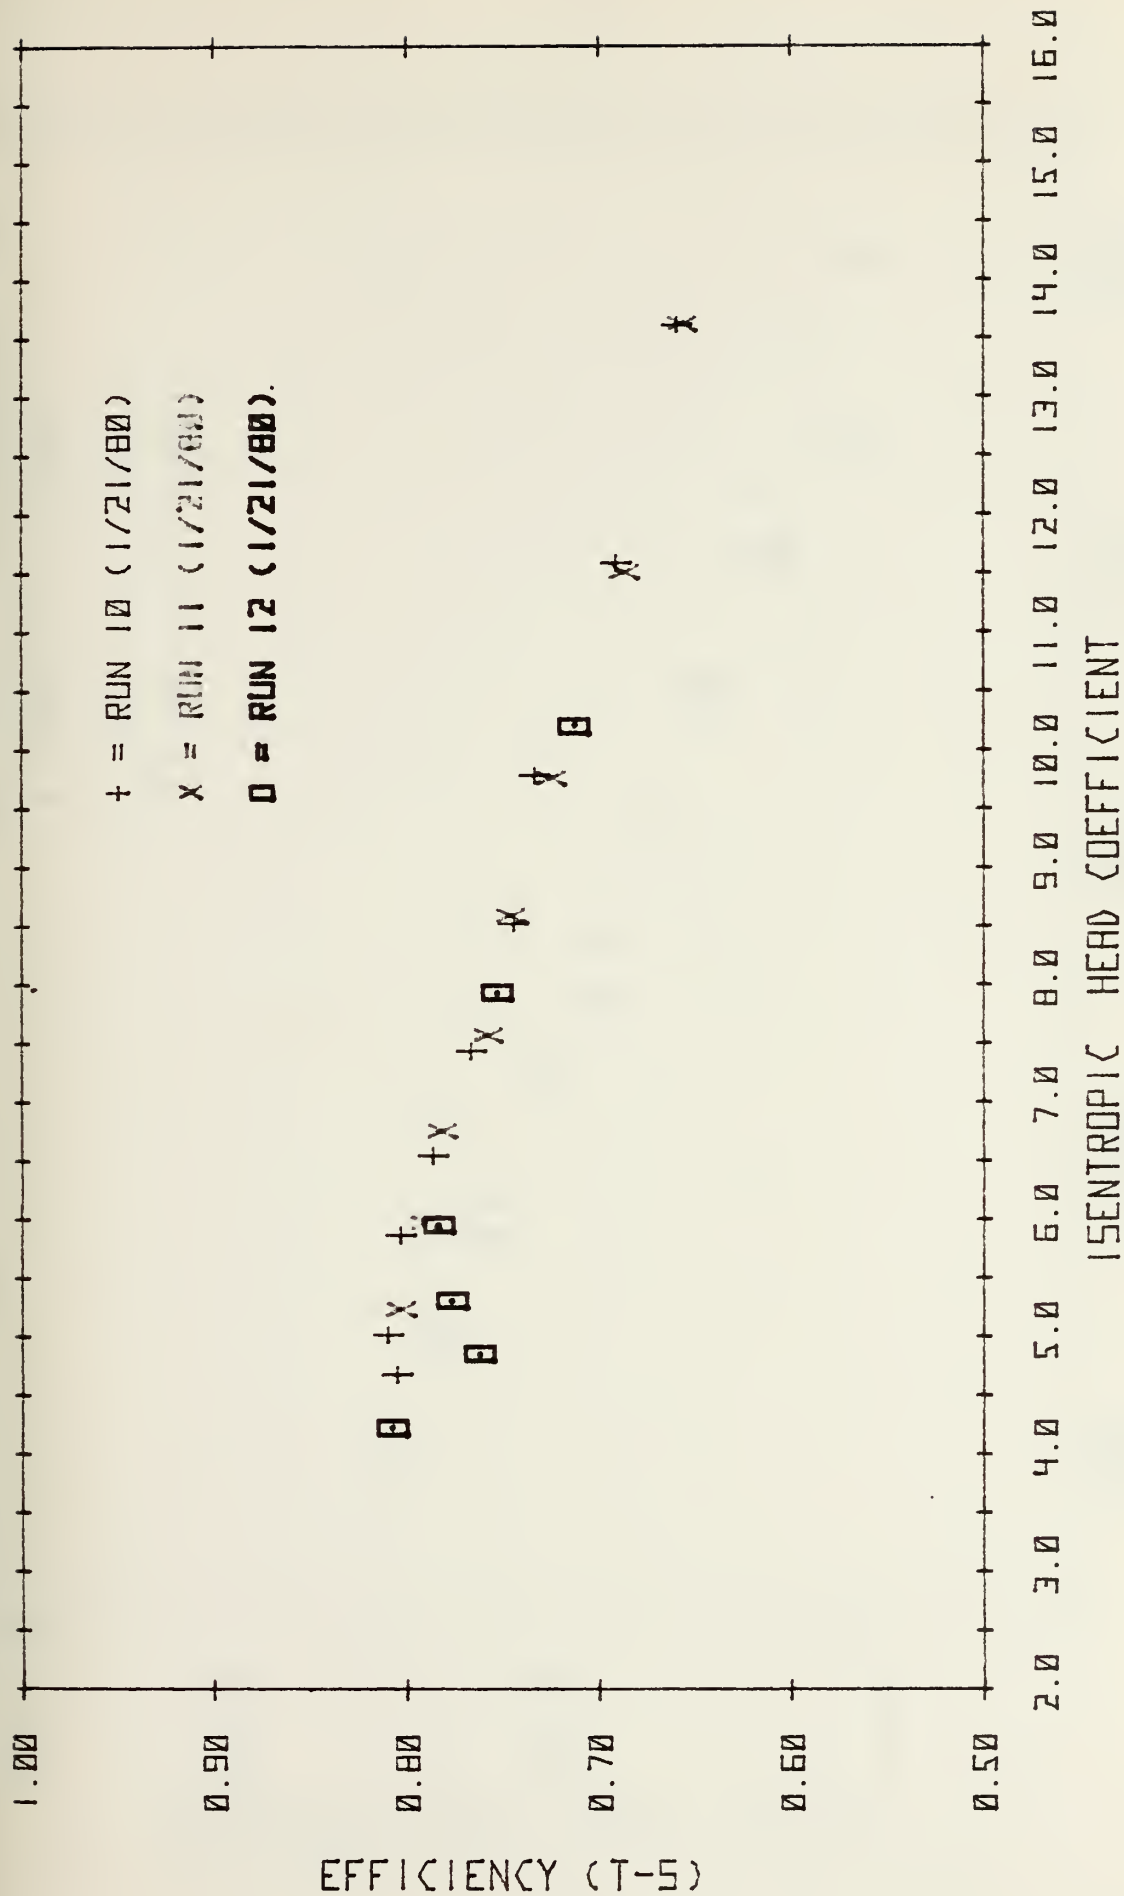 + = RUN 10 (1/21/80)
X = RUN 11 (1/21/80)
0 = RUN 12 (1/21/80).
1.00
0.90
0.80
0.70
0.60
0.50
EFFICIENCY (T-S)
2.0 3.0 4.0 5.0 6.0 7.0 8.0 9.0 10.0 11.0 12.0 13.0 14.0 15.0 16.0
ISENTROPIC HEAD COEFFICIENT